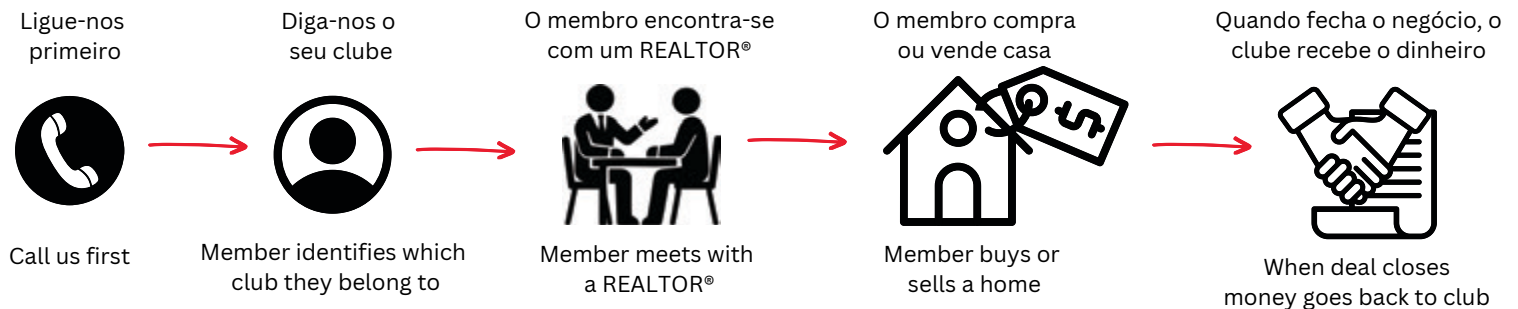 Ligue-nos
primeiro
Call us first
Diga-nos o
seu clube
Member identifies which
club they belong to
O membro encontra-se
com um REALTOR®
Member meets with
a REALTOR®
O membro compra
ou vende casa
$
Member buys or
sells a home
Quando fecha o negócio, o
clube recebe o dinheiro
When deal closes
money goes back to club